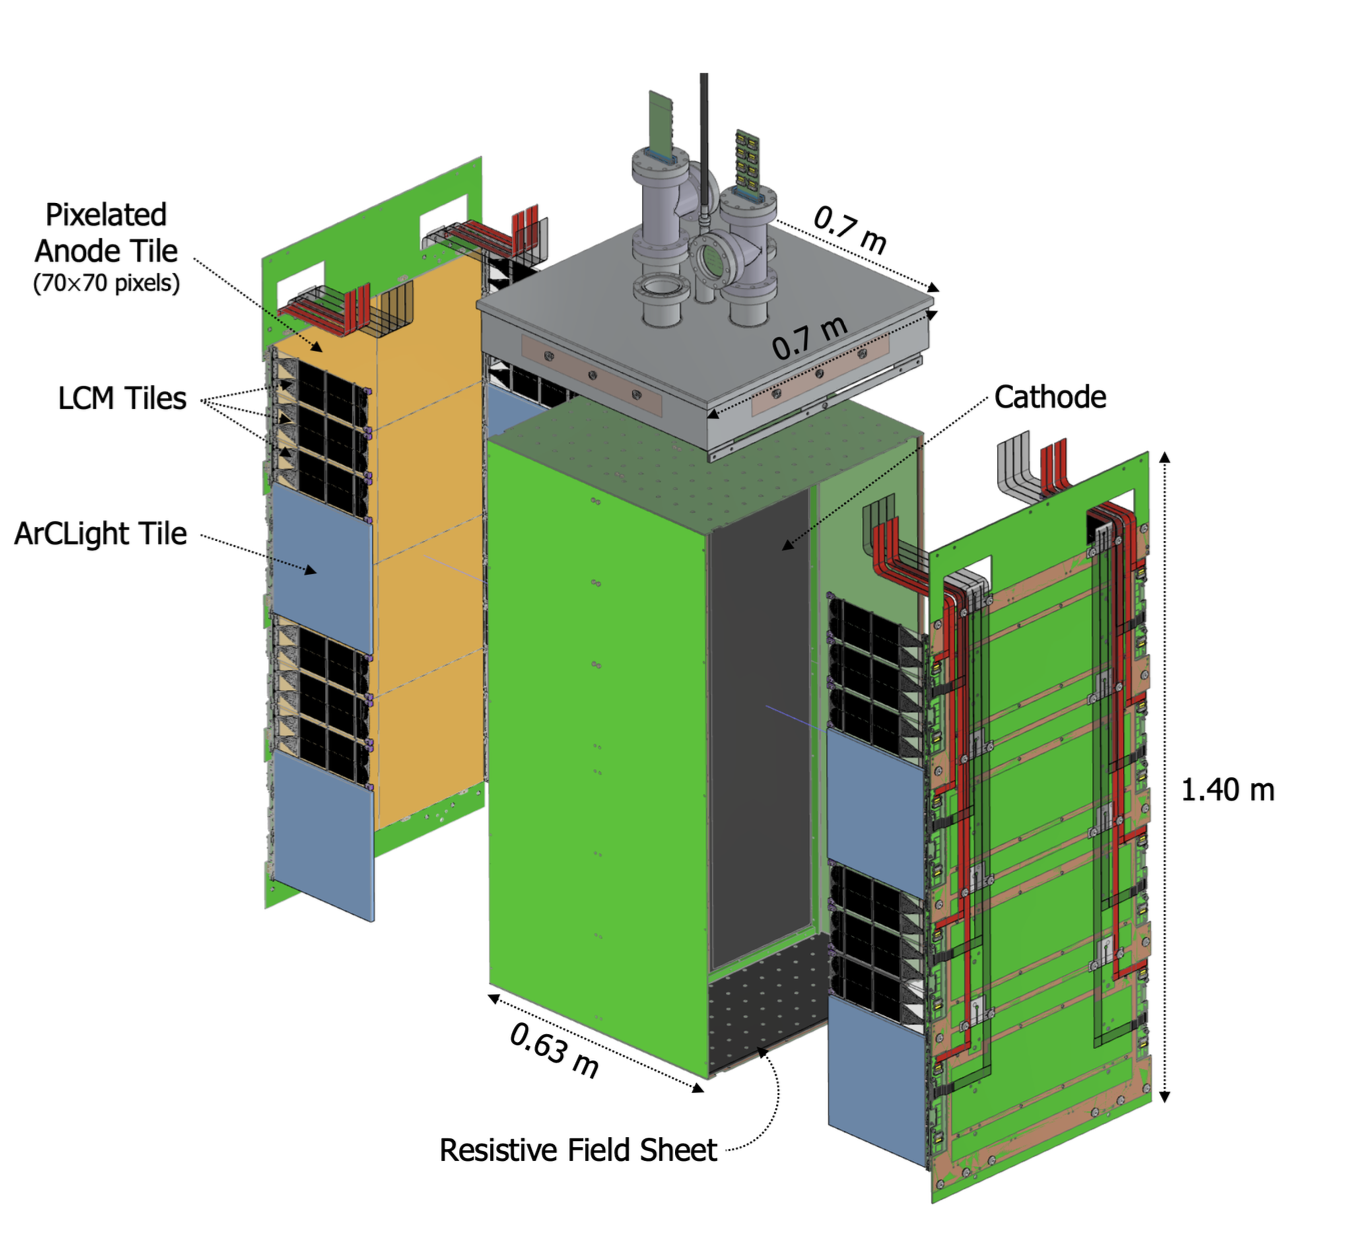 0.7 m
0.7 m
Pixelated
Anode Tile
(70×70 pixels)
LCM Tiles
ArCLight Tile
Cathode
1.40 m
0.63 m
Resistive Field Sheet